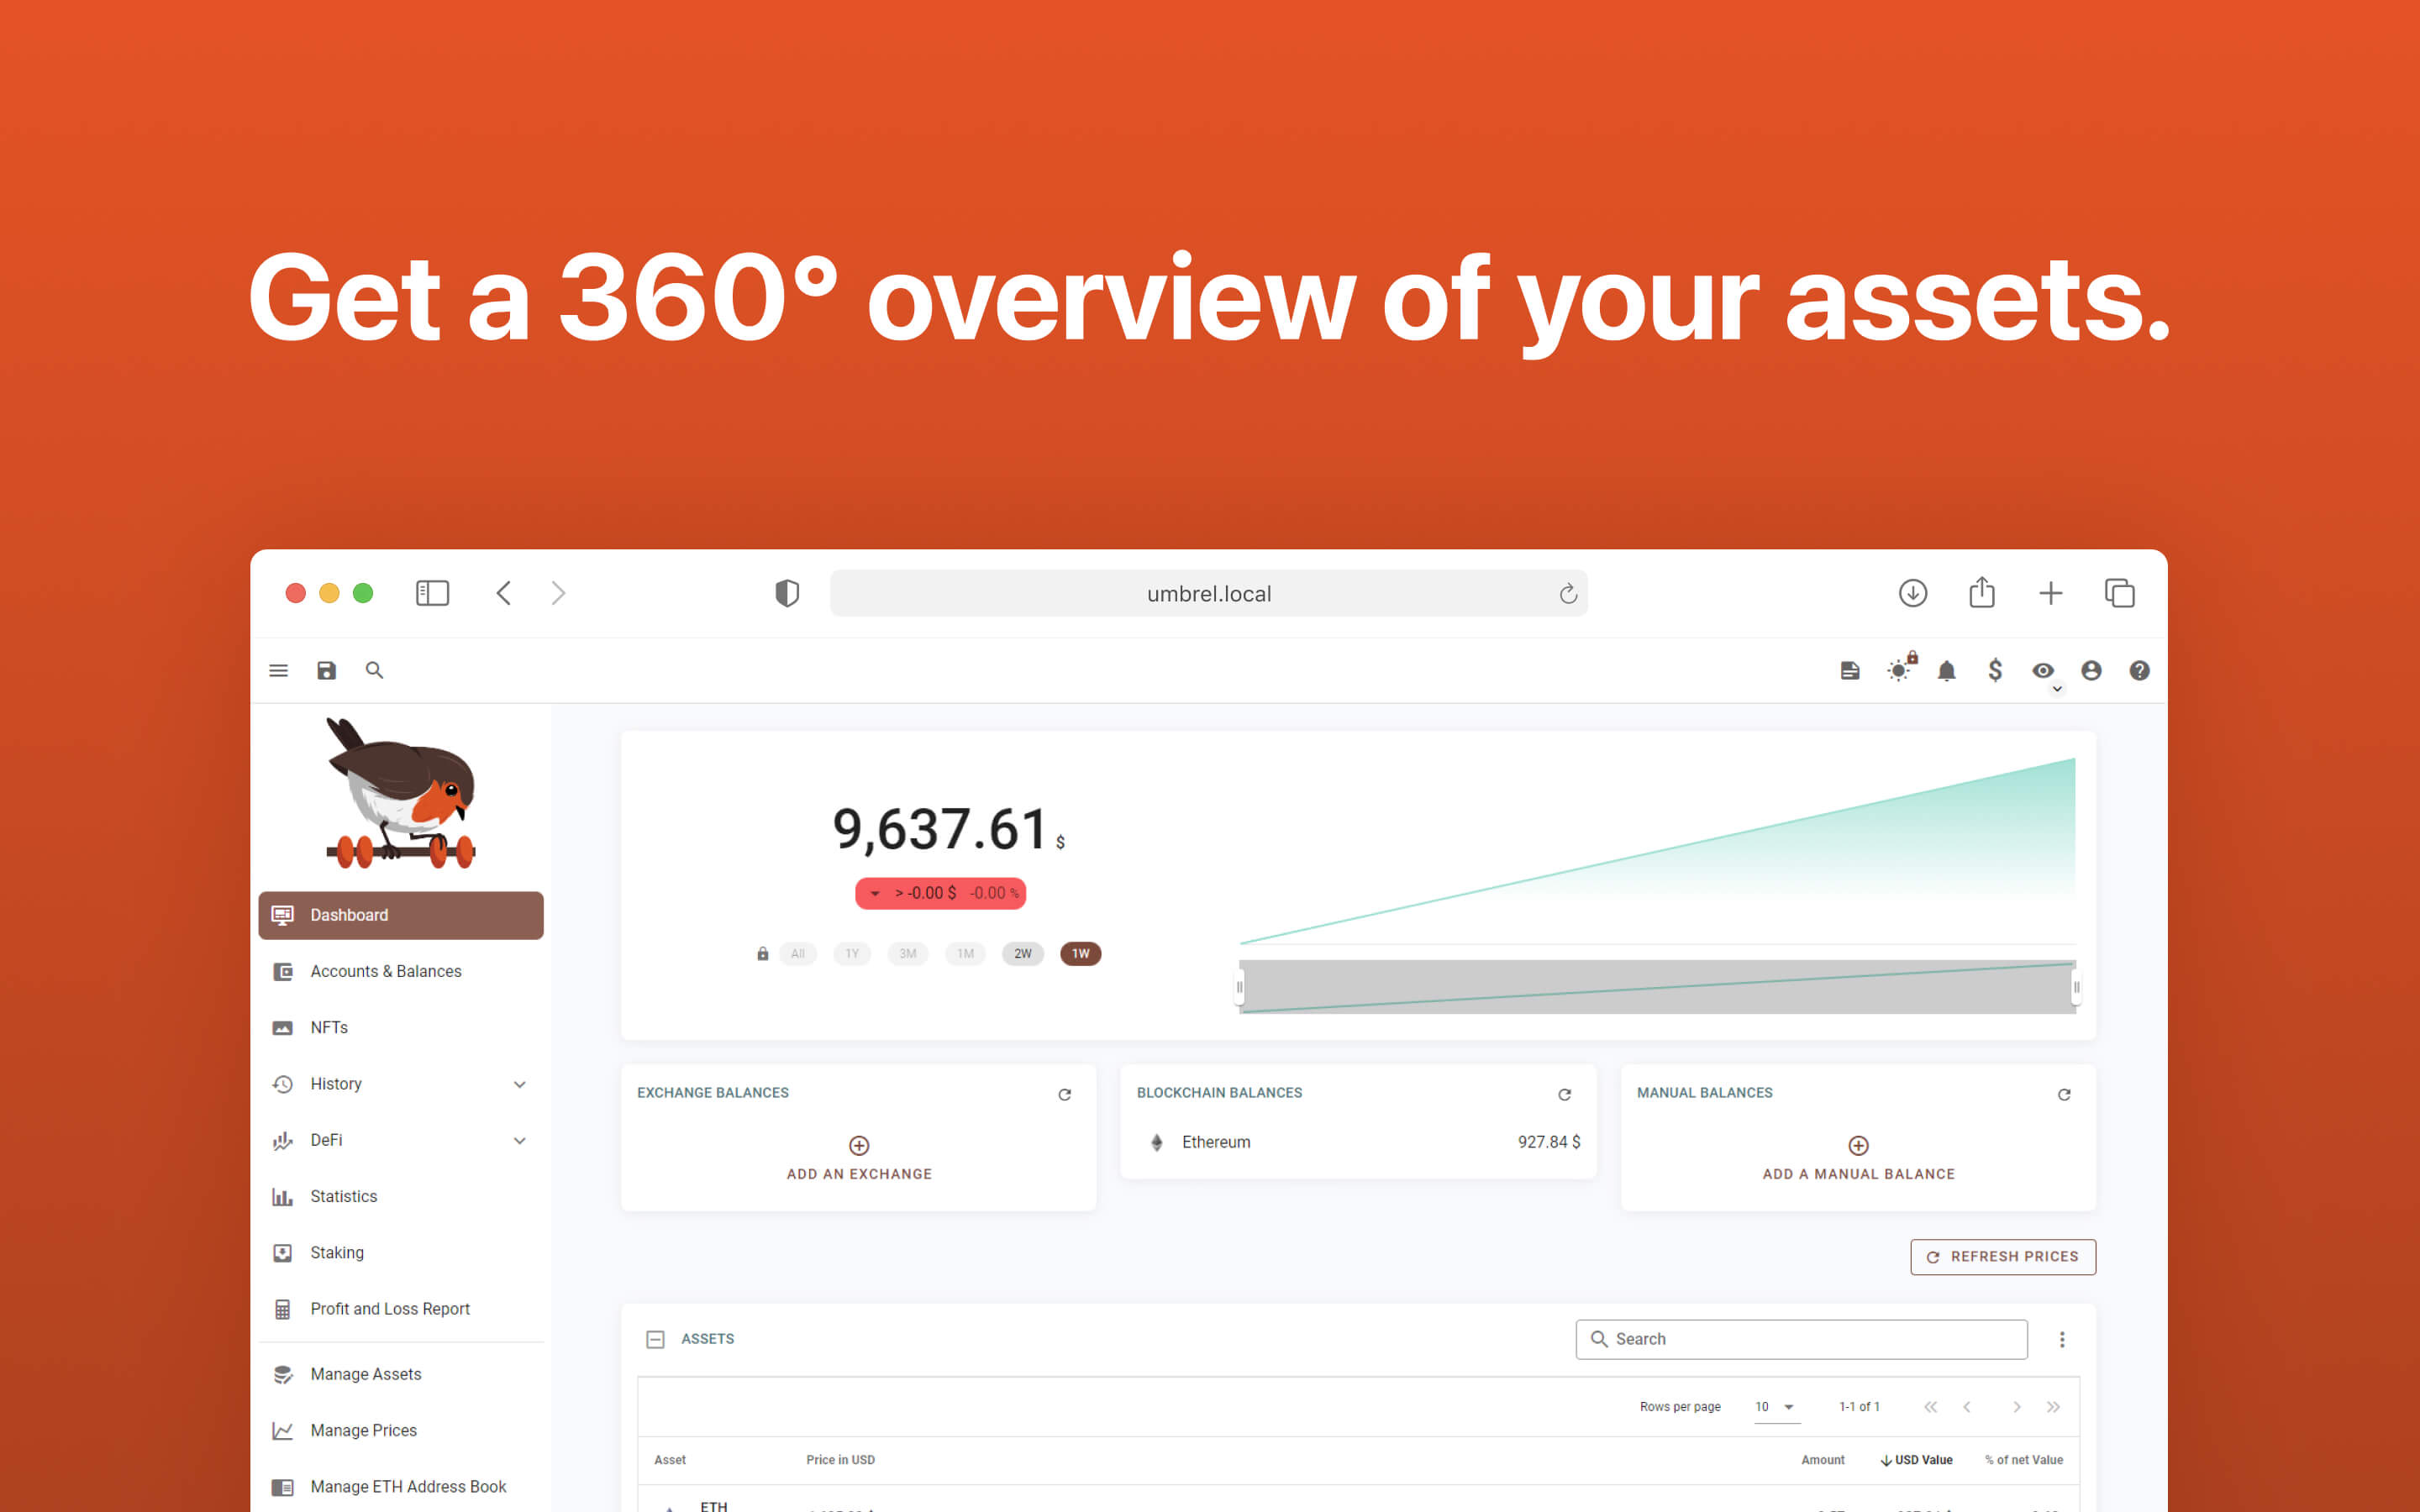 Get a 360° overview of your assets.
umbrel.local
9,637.61 $
> -0.00 $ -0.00 %
All 1Y 3M 1M 2W 1W
Dashboard
Accounts & Balances
NFTs
History
DeFi
Statistics
Staking
Profit and Loss Report
Manage Assets
Manage Prices
Manage ETH Address Book
EXCHANGE BALANCES
ADD AN EXCHANGE
BLOCKCHAIN BALANCES
Ethereum 927.84 $
MANUAL BALANCES
ADD A MANUAL BALANCE
REFRESH PRICES
ASSETS
Search
Rows per page 10 1-1 of 1
Asset Price in USD Amount USD Value % of net Value
ETH